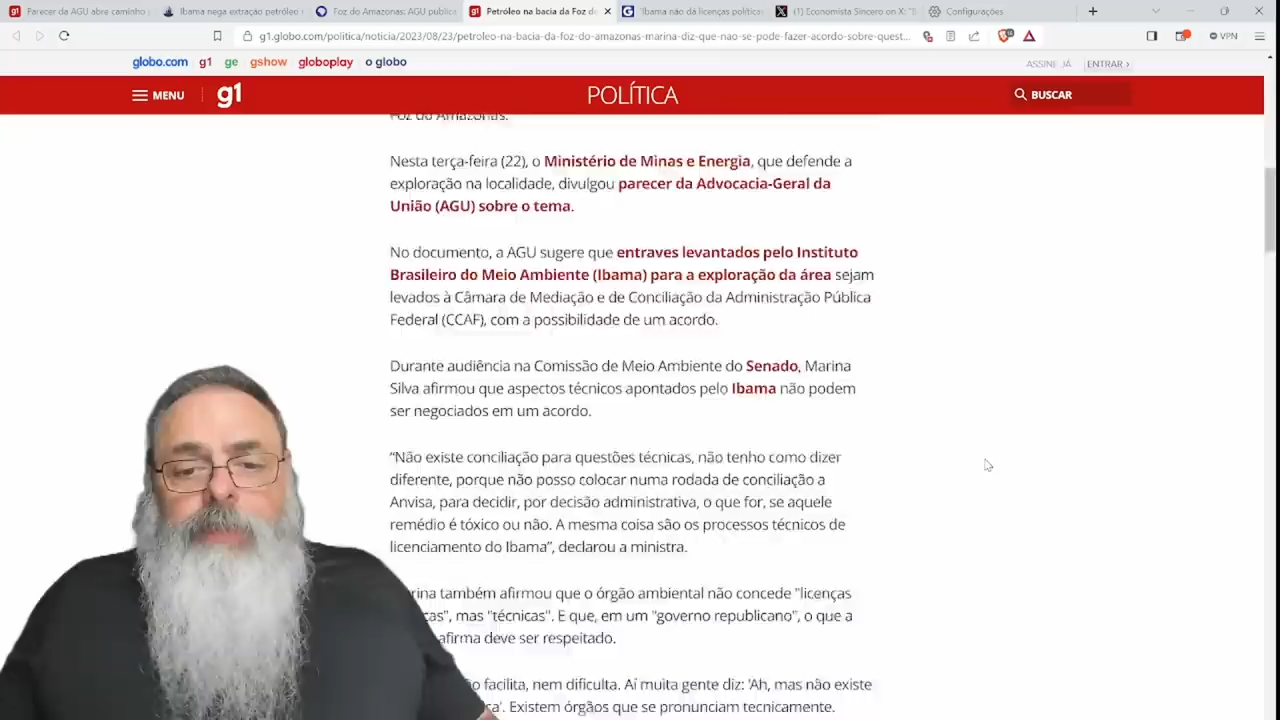 Parecer da AGU abre caminho
Ibama nega extração petróleo
Foz do Amazonas: AGU publica
Petróleo na bacia da Foz do
'Ibama não dá licenças políticas'
(1) Economista Sincero on X: "S
Configurações
g1.globo.com/politica/noticia/2023/08/23/petroleo-na-bacia-da-foz-do-amazonas-marina-diz-que-nao-se-pode-fazer-acordo-sobre-quest...
VPN
globo.com g1 ge gshow globoplay o globo
ASSINE JÁ
ENTRAR ›
MENU
g1
POLÍTICA
BUSCAR
Foz do Amazonas.
Nesta terça-feira (22), o Ministério de Minas e Energia, que defende a
exploração na localidade, divulgou parecer da Advocacia-Geral da
União (AGU) sobre o tema.
No documento, a AGU sugere que entraves levantados pelo Instituto
Brasileiro do Meio Ambiente (Ibama) para a exploração da área sejam
levados à Câmara de Mediação e de Conciliação da Administração Pública
Federal (CCAF), com a possibilidade de um acordo.
Durante audiência na Comissão de Meio Ambiente do Senado, Marina
Silva afirmou que aspectos técnicos apontados pelo Ibama não podem
ser negociados em um acordo.
“Não existe conciliação para questões técnicas, não tenho como dizer
diferente, porque não posso colocar numa rodada de conciliação a
Anvisa, para decidir, por decisão administrativa, o que for, se aquele
remédio é tóxico ou não. A mesma coisa são os processos técnicos de
licenciamento do Ibama”, declarou a ministra.
também afirmou que o órgão ambiental não concede "licenças
mas "técnicas". E que, em um "governo republicano", o que a
afirma deve ser respeitado.
facilita, nem dificulta. Aí muita gente diz: 'Ah, mas não existe
Existem órgãos que se pronunciam tecnicamente.